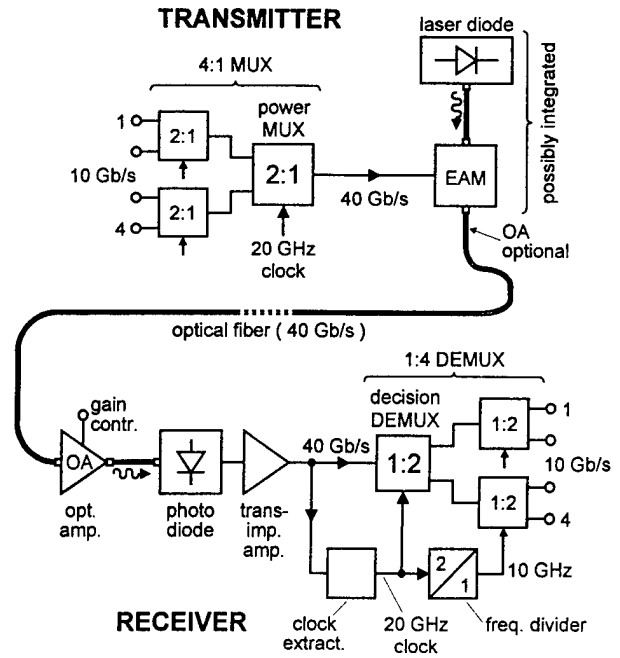 TRANSMITTER
laser diode
4:1 MUX
power
MUX
possibly integrated
1
2:1
2:1
EAM
10 Gb/s
40 Gb/s
2:1
4
20 GHz
clock
OA
optional
optical fiber ( 40 Gb/s )
1:4 DEMUX
decision
DEMUX
gain
contr.
1
1:2
40 Gb/s
OA
1:2
10 Gb/s
1:2
4
opt.
amp.
photo
diode
trans-
imp.
amp.
2
1
10 GHz
RECEIVER
clock
extract.
20 GHz
clock
freq. divider